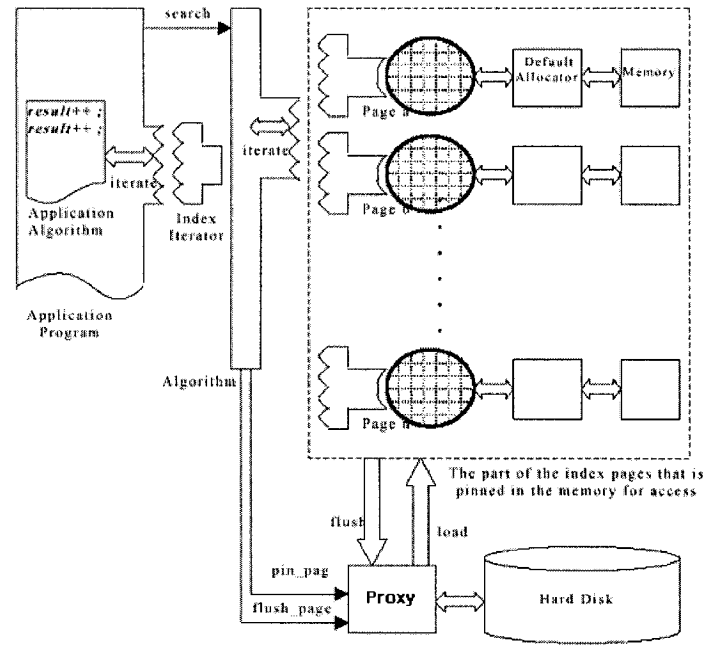 search
result++ ;
result++ ;
iterate
Application
Algorithm
Index
Iterator
Application
Program
iterate
Algorithm
Page a
Default
Allocator
Memory
Page b
Page n
The part of the index pages that is
pinned in the memory for access
flush
load
pin_pag
flush_page
Proxy
Hard Disk